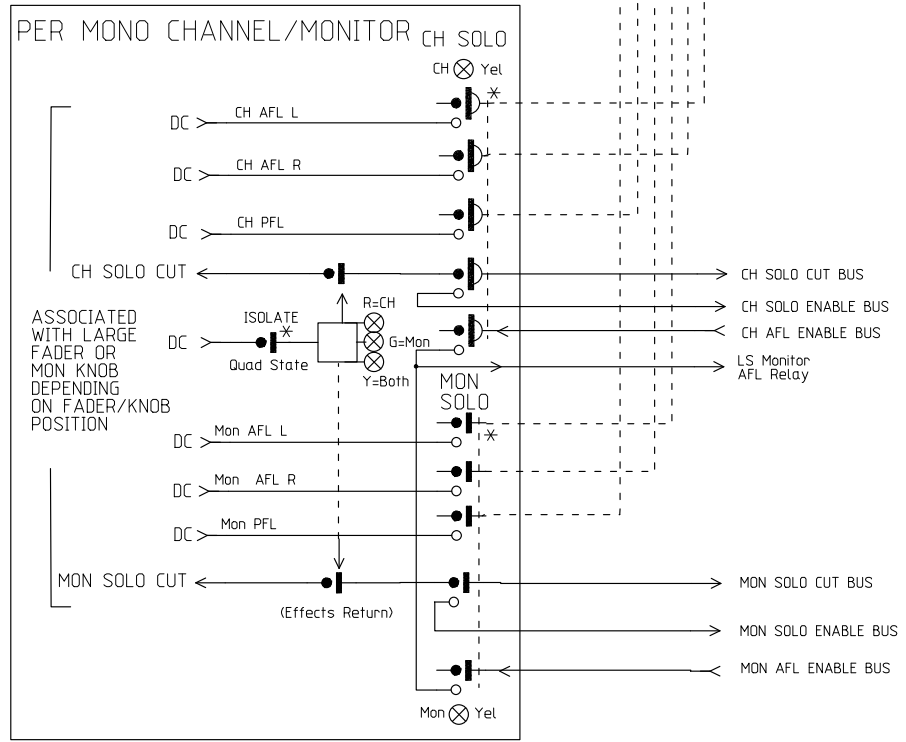 PER MONO CHANNEL/MONITOR
CH SOLO
CH Yel
*
DC CH AFL L
DC CH AFL R
DC CH PFL
CH SOLO CUT
CH SOLO CUT BUS
CH SOLO ENABLE BUS
CH AFL ENABLE BUS
LS Monitor
AFL Relay
ASSOCIATED
WITH LARGE
FADER OR
MON KNOB
DEPENDING
ON FADER/KNOB
POSITION
ISOLATE
*
DC
Quad State
R=CH
G=Mon
Y=Both
MON
SOLO
*
DC Mon AFL L
DC Mon AFL R
DC Mon PFL
MON SOLO CUT
(Effects Return)
MON SOLO CUT BUS
MON SOLO ENABLE BUS
MON AFL ENABLE BUS
Mon Yel